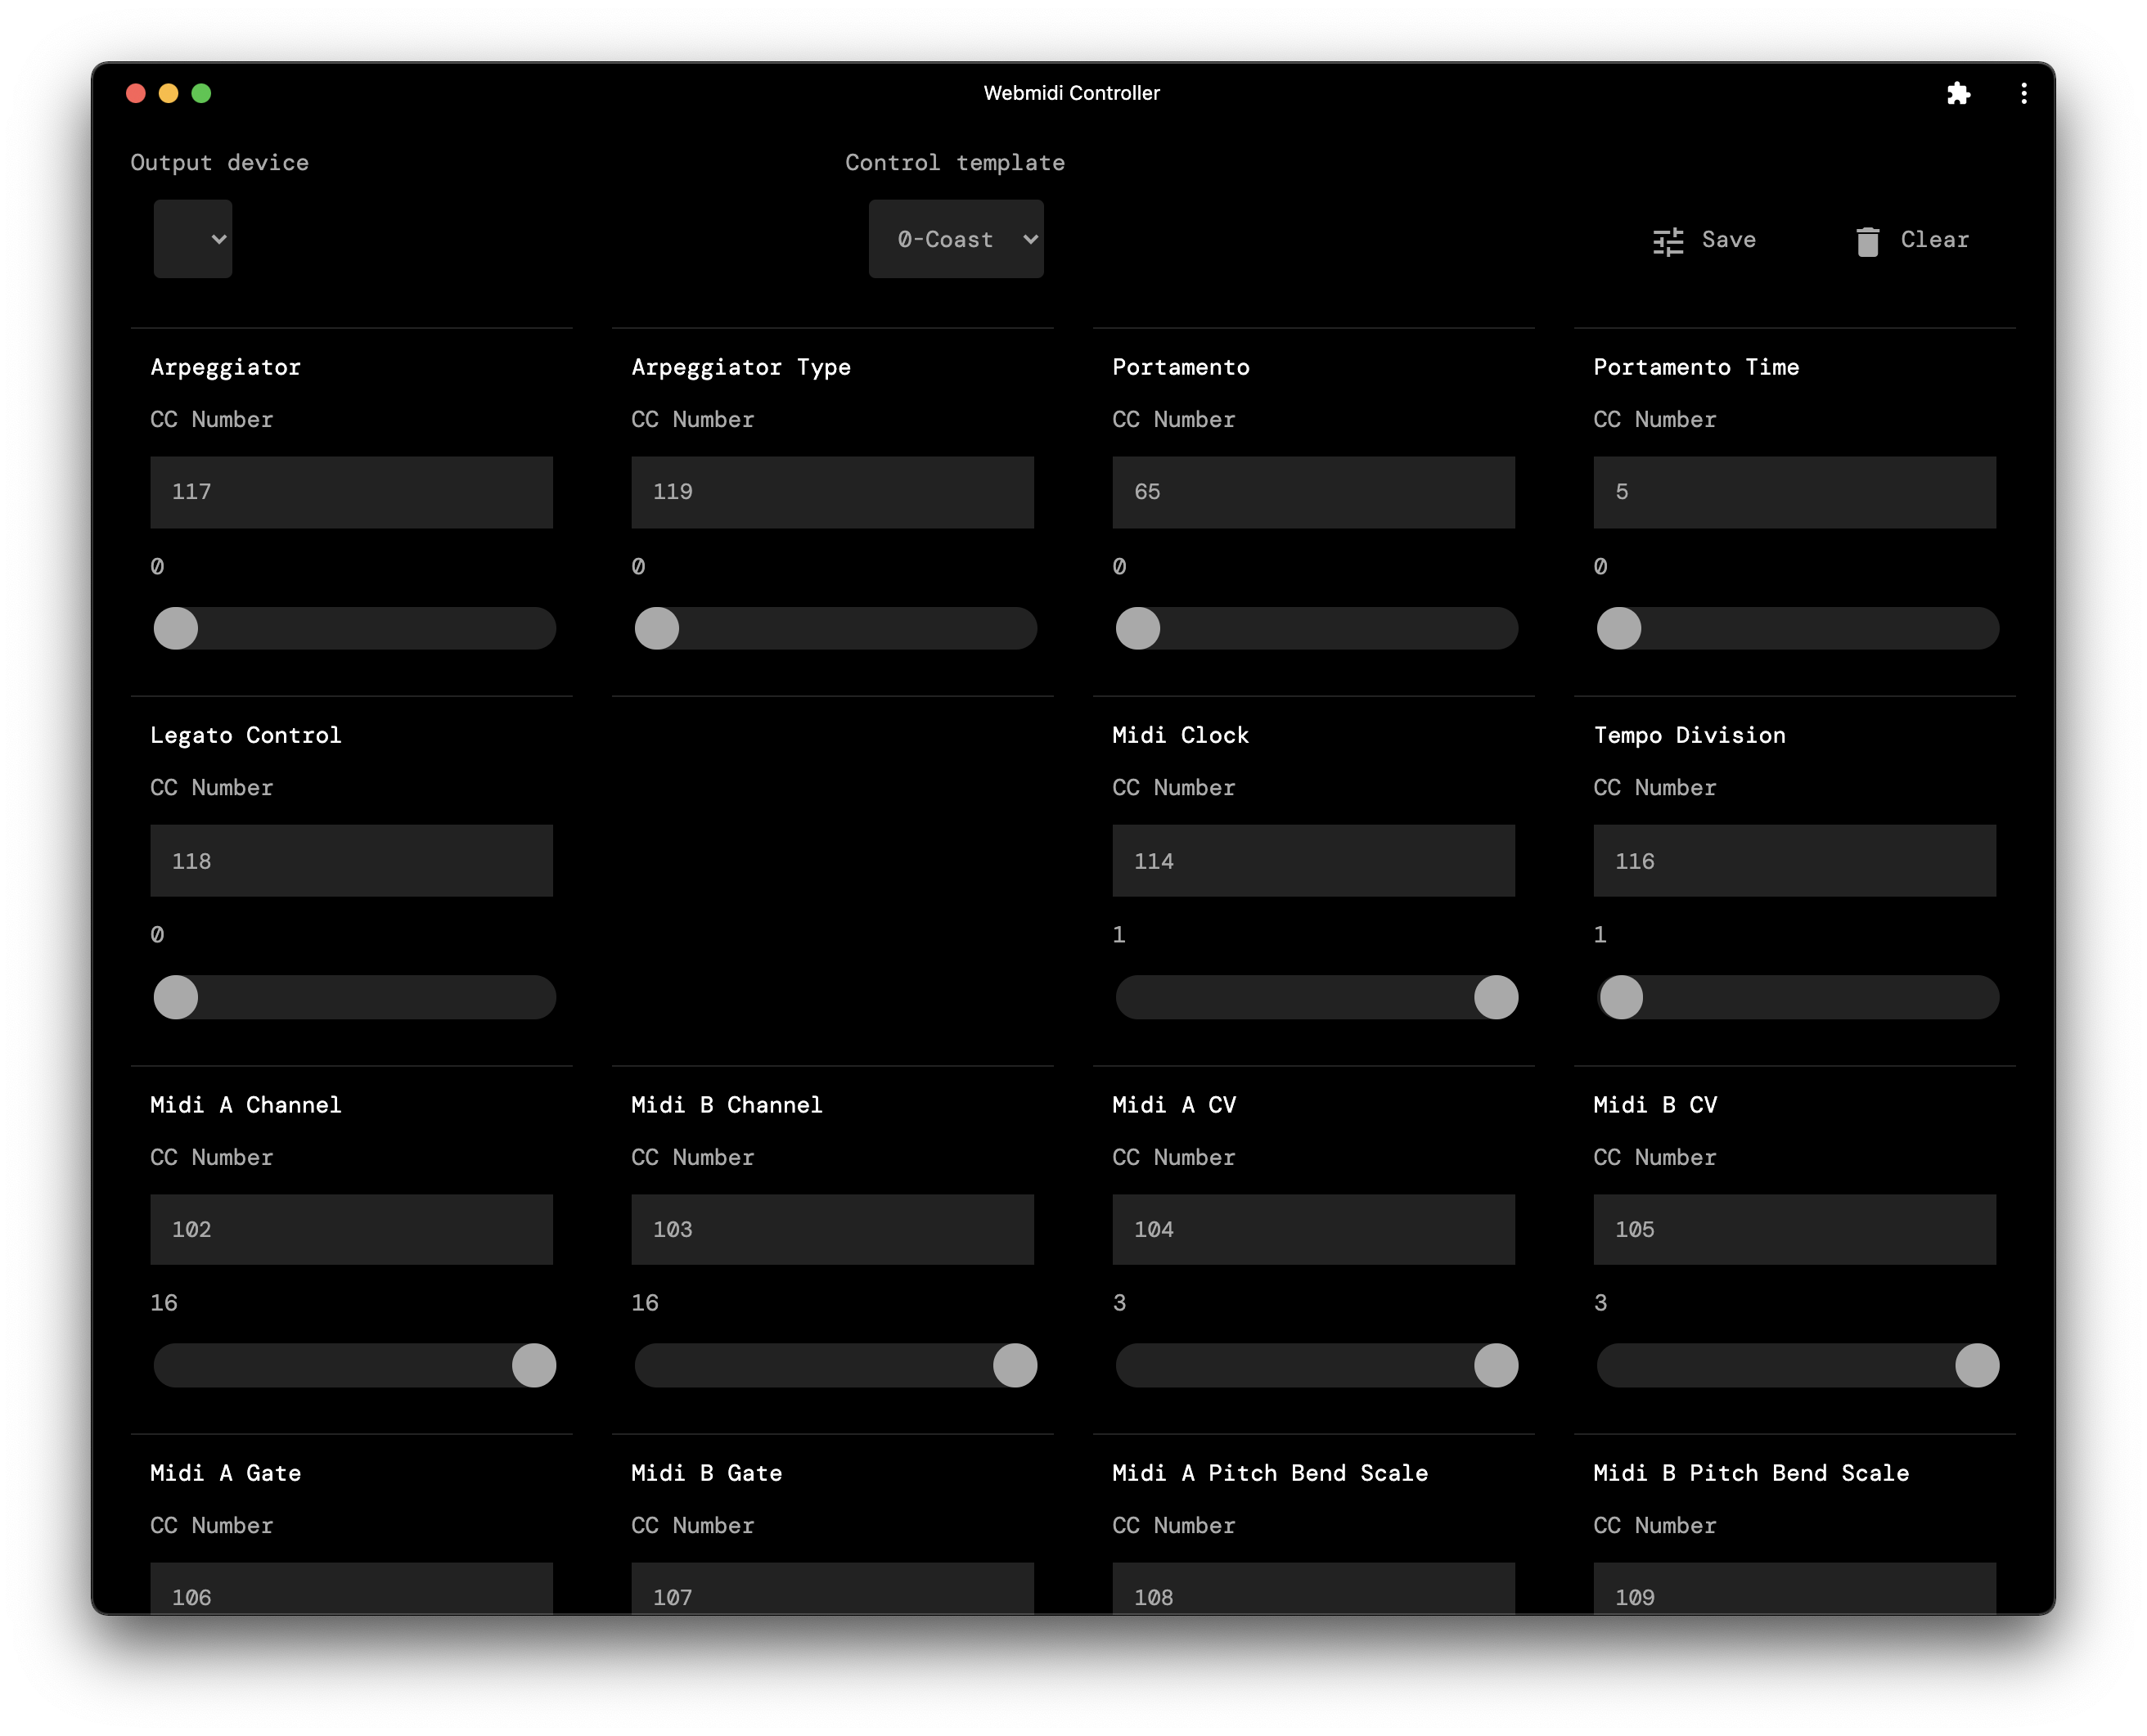 Webmidi Controller
Output device
Control template
0-Coast
Save
Clear
Arpeggiator
CC Number
117
0
Arpeggiator Type
CC Number
119
0
Portamento
CC Number
65
0
Portamento Time
CC Number
5
0
Legato Control
CC Number
118
0
Midi Clock
CC Number
114
1
Tempo Division
CC Number
116
1
Midi A Channel
CC Number
102
16
Midi B Channel
CC Number
103
16
Midi A CV
CC Number
104
3
Midi B CV
CC Number
105
3
Midi A Gate
CC Number
106
Midi B Gate
CC Number
107
Midi A Pitch Bend Scale
CC Number
108
Midi B Pitch Bend Scale
CC Number
109